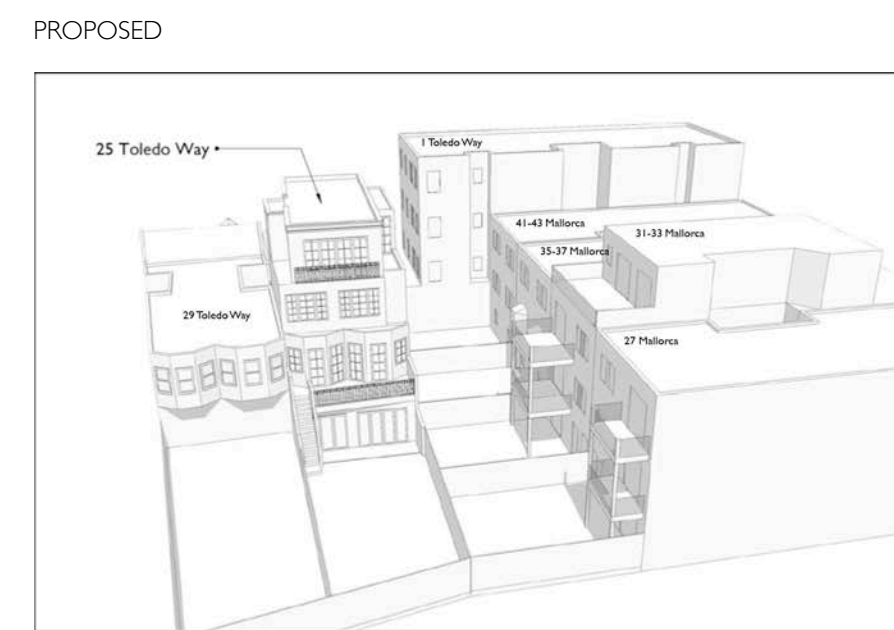 PROPOSED
25 Toledo Way
1 Toledo Way
41-43 Mallorca
31-33 Mallorca
35-37 Mallorca
29 Toledo Way
27 Mallorca